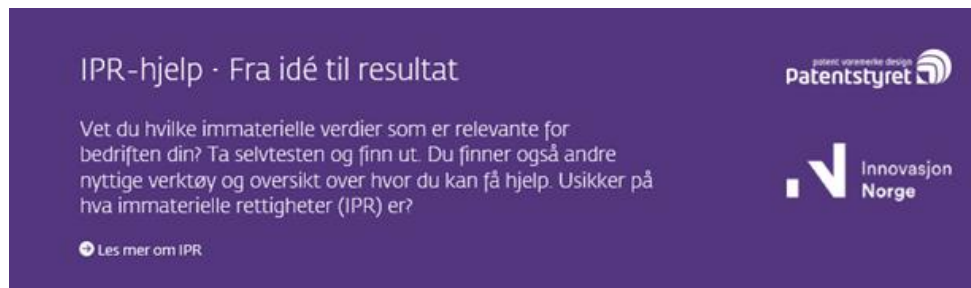 IPR-hjelp · Fra idé til resultat
patent varemerke design
Patentstyret
Vet du hvilke immaterielle verdier som er relevante for
bedriften din? Ta selvtesten og finn ut. Du finner også andre
nyttige verktøy og oversikt over hvor du kan få hjelp. Usikker på
hva immaterielle rettigheter (IPR) er?
Innovasjon
Norge
Les mer om IPR